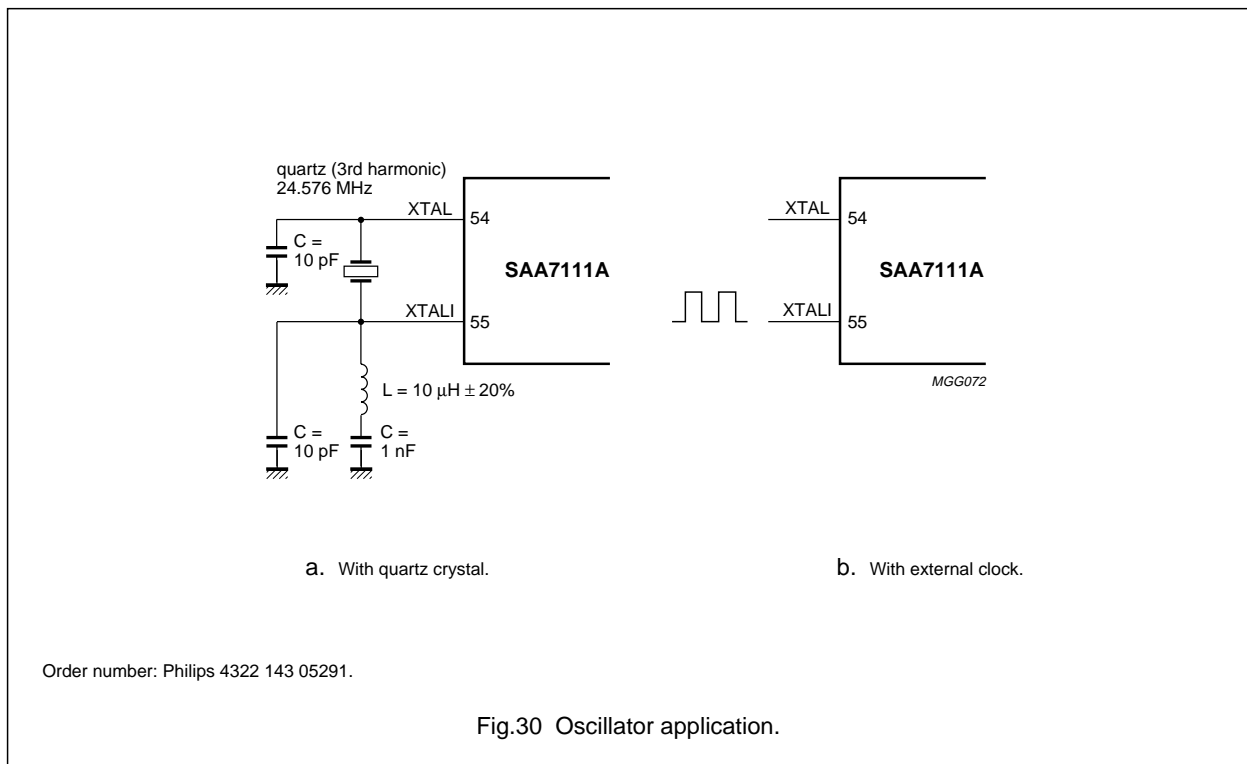 quartz (3rd harmonic)
24.576 MHz
XTAL
54
C =
10 pF
SAA7111A
XTALI
55
L = 10 μH ± 20%
C =
10 pF
C =
1 nF
XTAL
54
SAA7111A
XTALI
55
MGG072
a. With quartz crystal.
b. With external clock.
Order number: Philips 4322 143 05291.
Fig.30 Oscillator application.